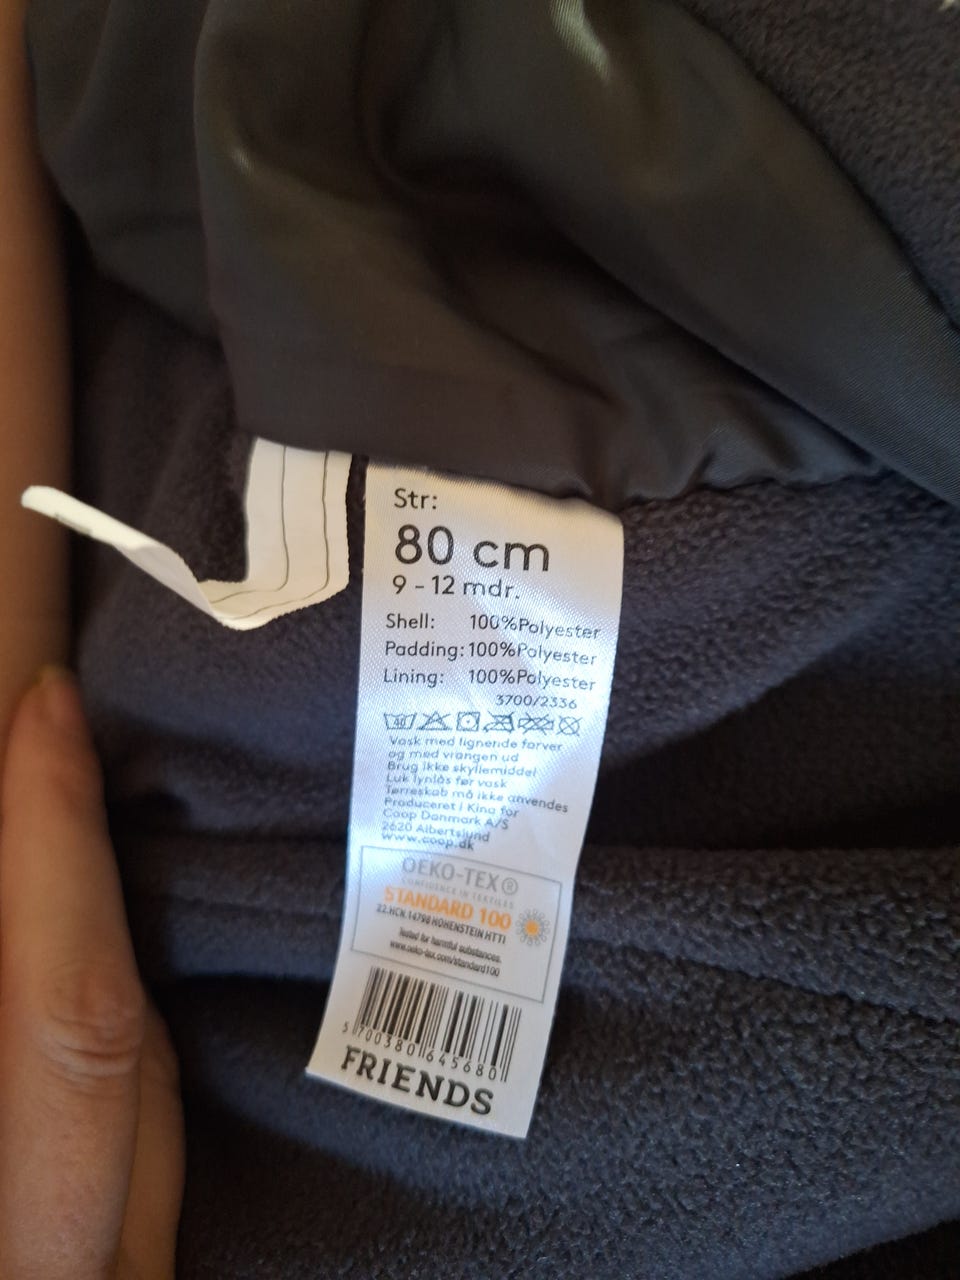 Str:
80 cm
9 - 12 mdr.
Shell: 100%Polyester
Padding: 100%Polyester
Lining: 100%Polyester
3700/2336
40
Vask med lignende farver
og med vrangen ud
Brug ikke skyllemiddel
Luk lynlås før vask
Tørreskab må ikke anvendes
Produceret i Kina for
Coop Danmark A/S
2620 Albertslund
www.coop.dk
OEKO-TEX®
CONFIDENCE IN TEXTILES
STANDARD 100
22.HCN.14798 HOHENSTEIN HTTI
Tested for harmful substances.
www.oeko-tex.com/standard100
5 700380 645680
FRIENDS